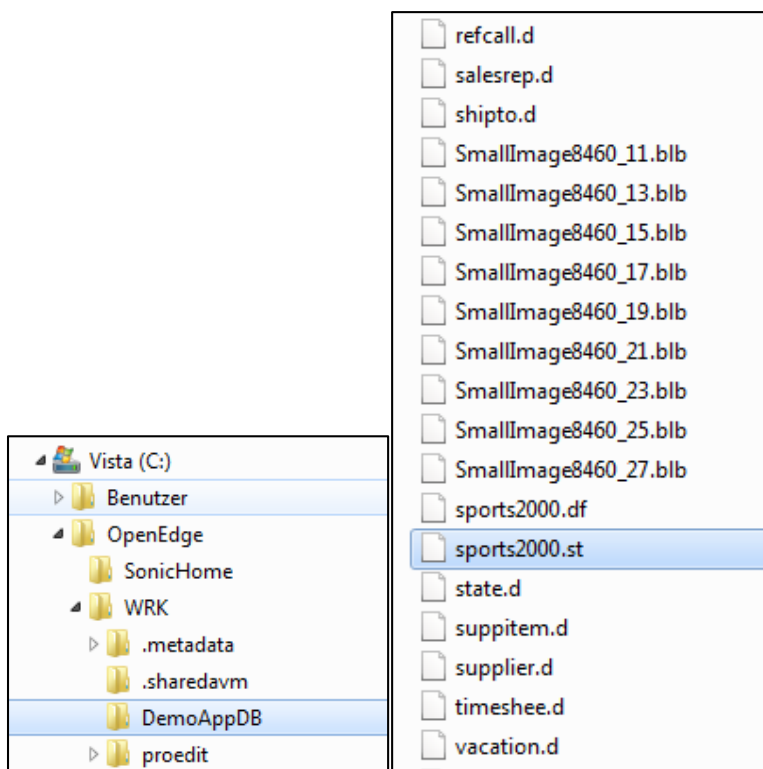 Vista (C:)
Benutzer
OpenEdge
SonicHome
WRK
.metadata
.sharedavm
DemoAppDB
proedit
refcall.d
salesrep.d
shipto.d
SmallImage8460_11.blb
SmallImage8460_13.blb
SmallImage8460_15.blb
SmallImage8460_17.blb
SmallImage8460_19.blb
SmallImage8460_21.blb
SmallImage8460_23.blb
SmallImage8460_25.blb
SmallImage8460_27.blb
sports2000.df
sports2000.st
state.d
suppitem.d
supplier.d
timeshee.d
vacation.d